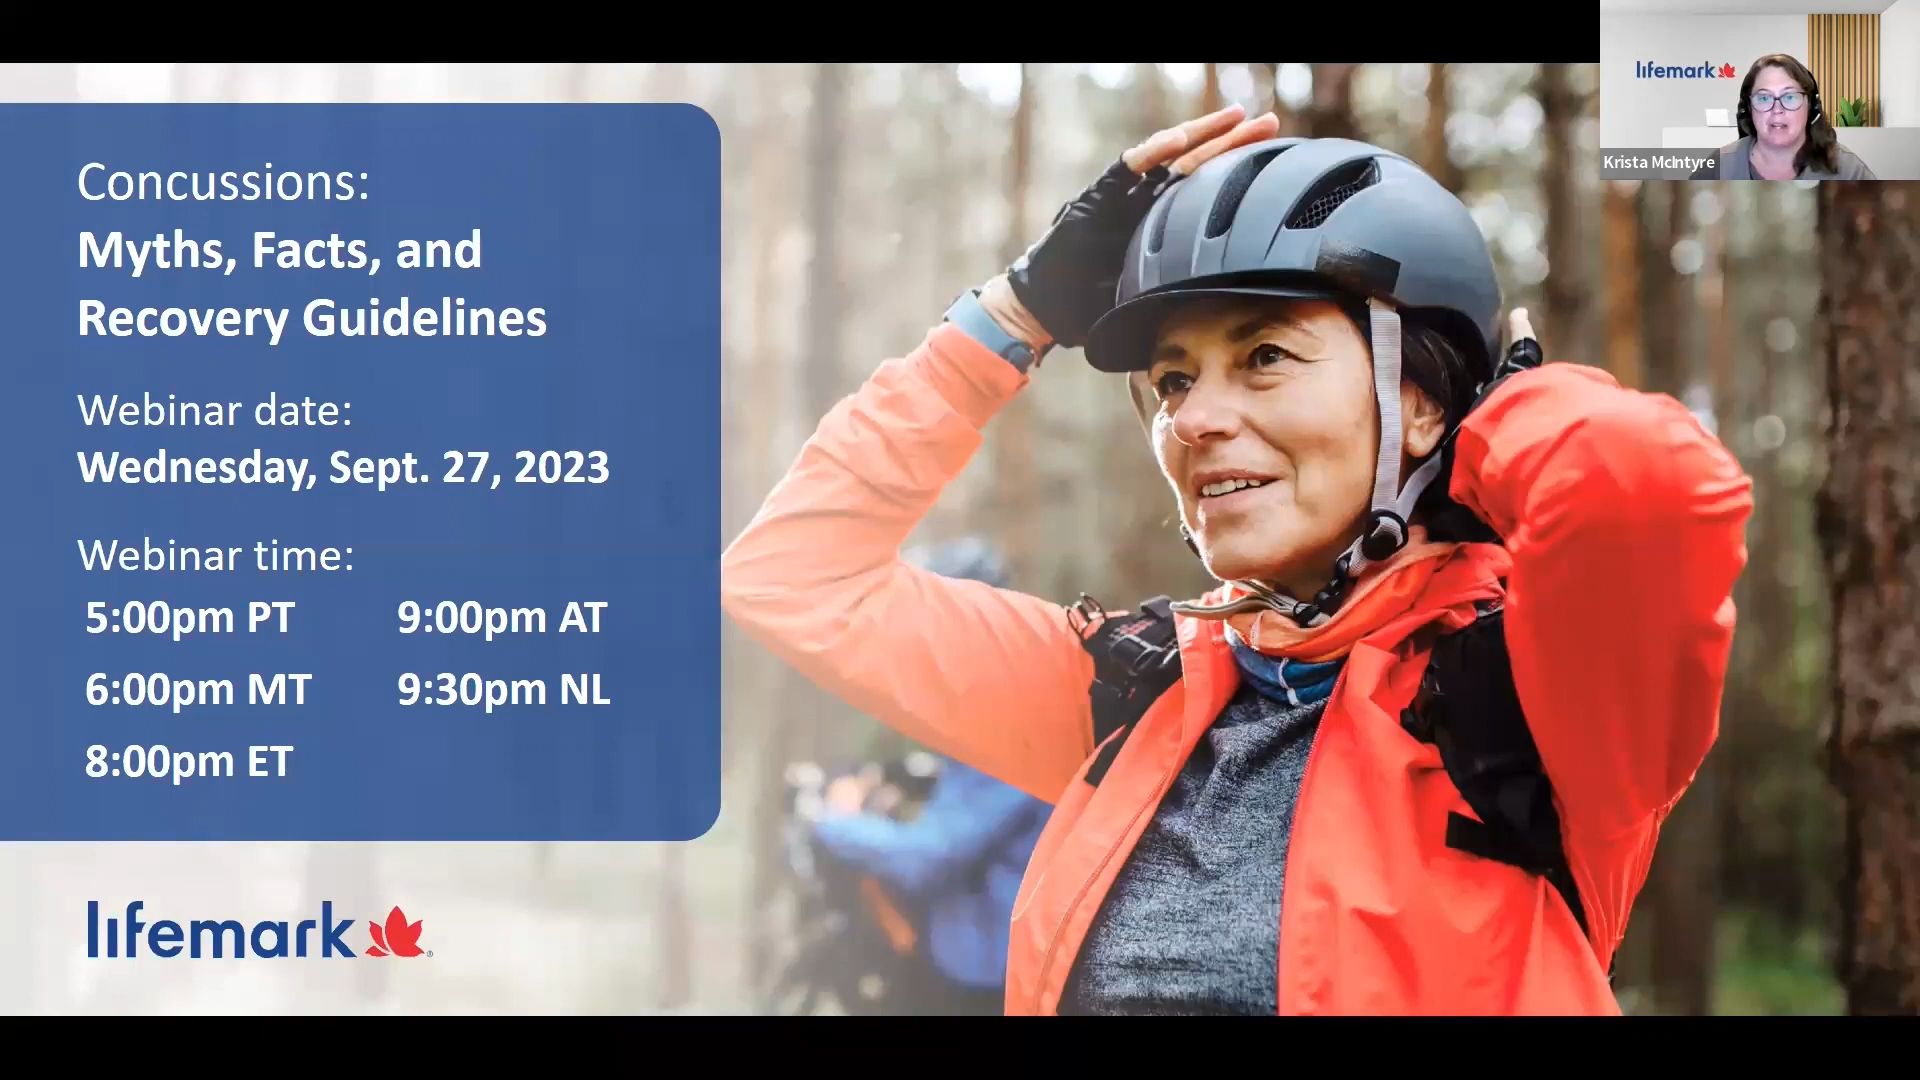 Concussions:
Myths, Facts, and
Recovery Guidelines
Webinar date:
Wednesday, Sept. 27, 2023
Webinar time:
5:00pm PT 9:00pm AT
6:00pm MT 9:30pm NL
8:00pm ET
lifemark
lifemark
Krista McIntyre